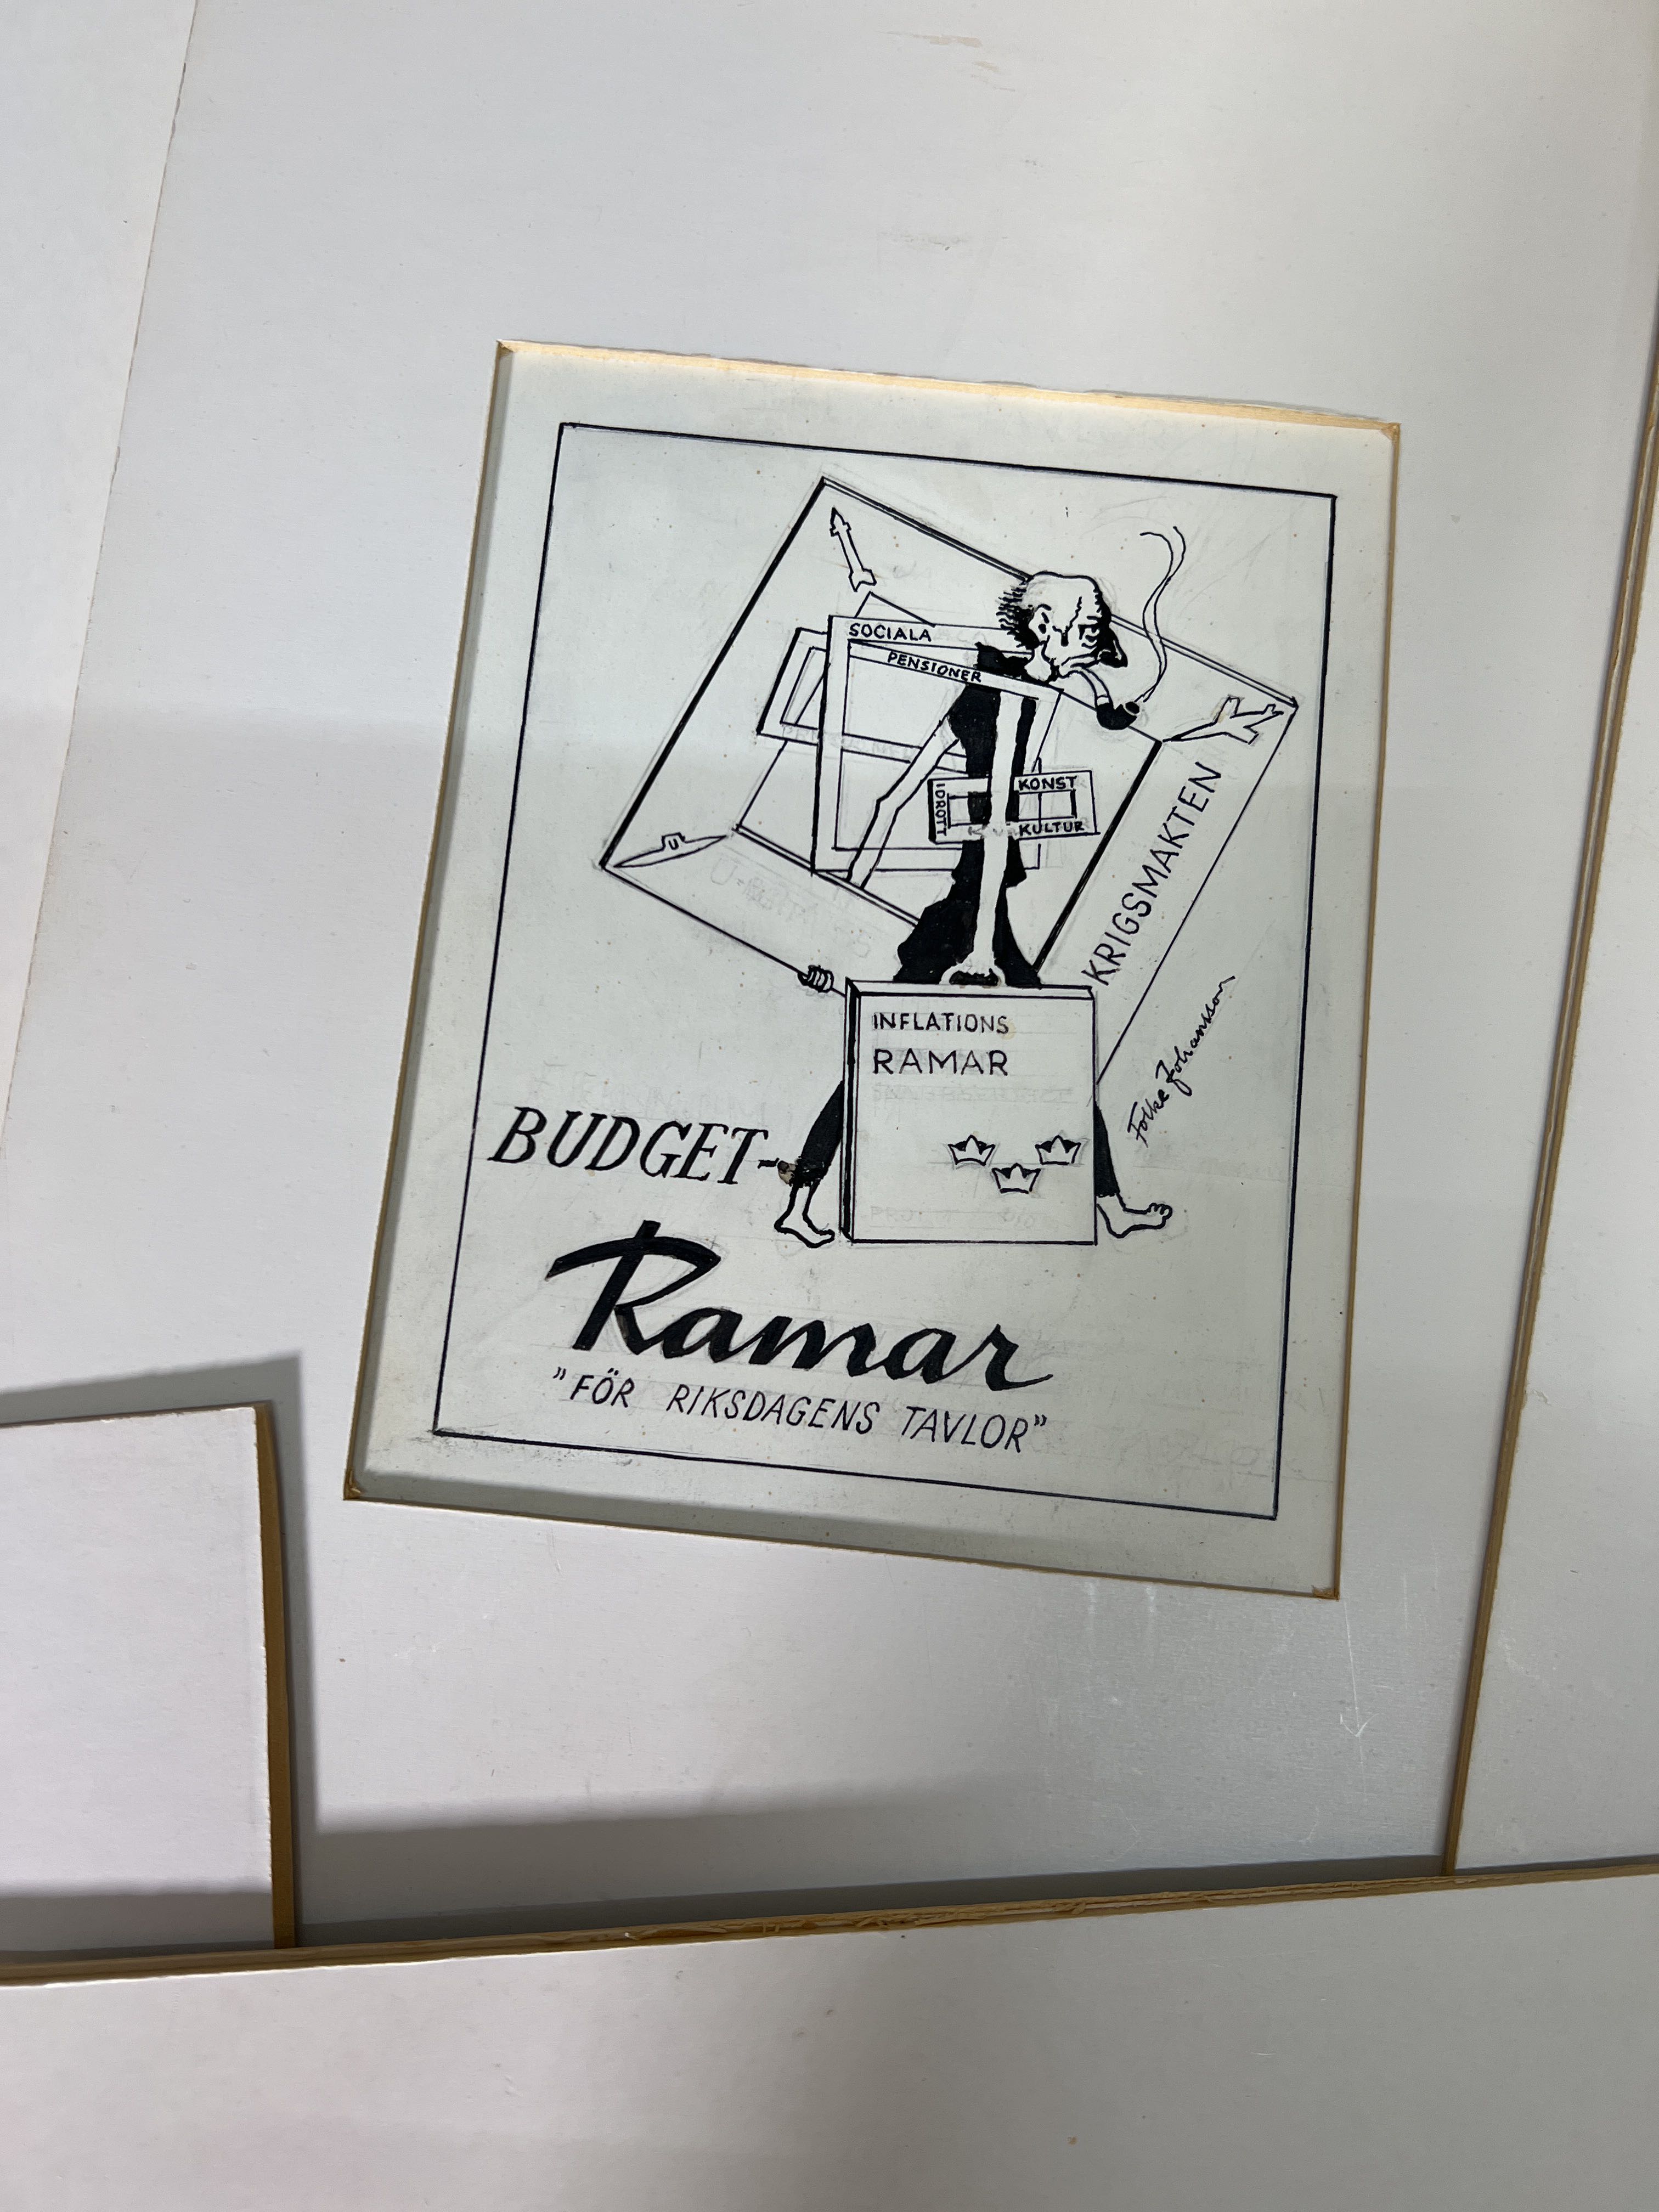 SOCIALA
PENSIONER
IDROTT
KONST
KULTUR
KRIGSMAKTEN
U
INFLATIONS
RAMAR
Folke Johansson
BUDGET-
Ramar
"FÖR RIKSDAGENS TAVLOR"